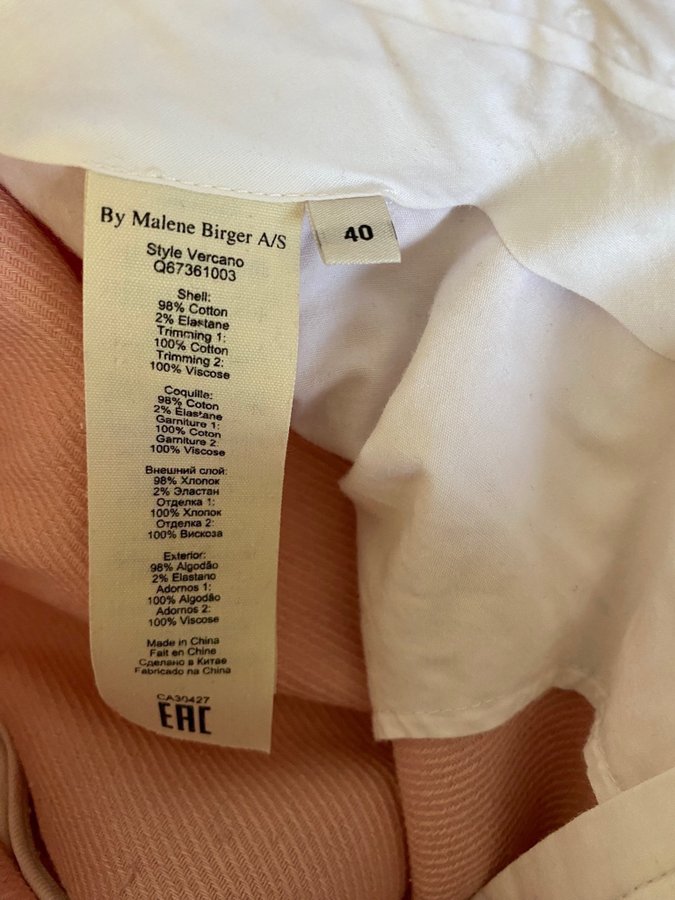 By Malene Birger A/S
Style Vercano
Q67361003
Shell:
98% Cotton
2% Elastane
Trimming 1:
100% Cotton
Trimming 2:
100% Viscose
Coquille:
98% Coton
2% Élastane
Garniture 1:
100% Coton
Garniture 2:
100% Viscose
Внешний слой:
98% Хлопок
2% Эластан
Отделка 1:
100% Хлопок
Отделка 2:
100% Вискоза
Exterior:
98% Algodão
2% Elastano
Adornos 1:
100% Algodão
Adornos 2:
100% Viscose
Made in China
Fait en Chine
Сделано в Китае
Fabricado na China
CA30427
EAC
40